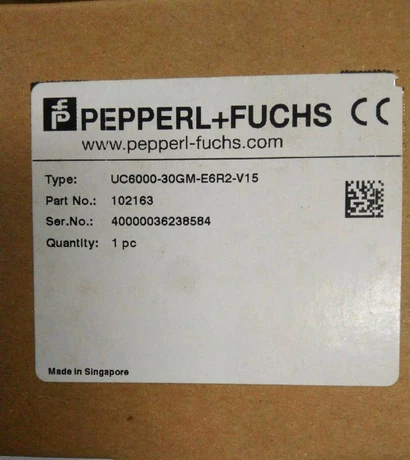 PEPPERL+FUCHS CE
www.pepperl-fuchs.com
Type: UC6000-30GM-E6R2-V15
Part No.: 102163
Ser.No.: 40000036238584
Quantity: 1 pc
Made in Singapore